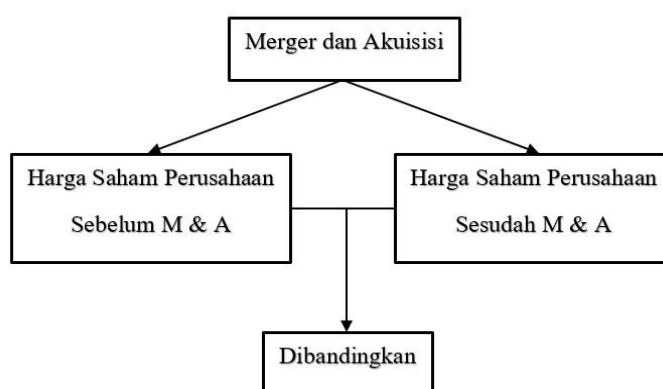 Merger dan Akuisisi
Harga Saham Perusahaan
Sebelum M & A
Harga Saham Perusahaan
Sesudah M & A
Dibandingkan